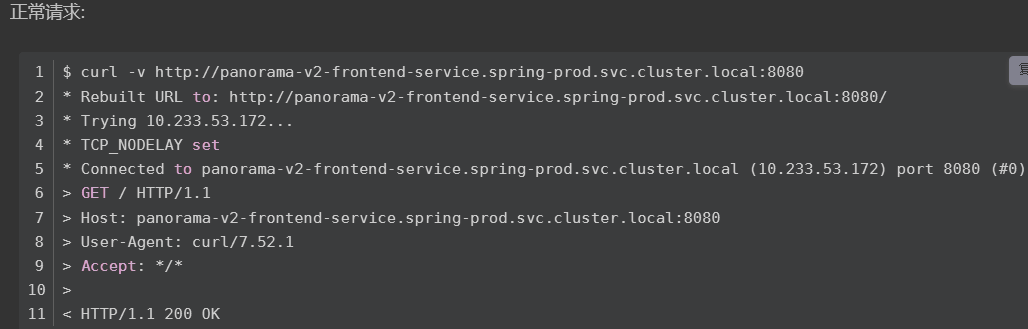 正常请求:
1 $ curl -v http://panorama-v2-frontend-service.spring-prod.svc.cluster.local:8080
2 * Rebuilt URL to: http://panorama-v2-frontend-service.spring-prod.svc.cluster.local:8080/
3 * Trying 10.233.53.172...
4 * TCP_NODELAY set
5 * Connected to panorama-v2-frontend-service.spring-prod.svc.cluster.local (10.233.53.172) port 8080 (#0)
6 > GET / HTTP/1.1
7 > Host: panorama-v2-frontend-service.spring-prod.svc.cluster.local:8080
8 > User-Agent: curl/7.52.1
9 > Accept: */*
10 >
11 < HTTP/1.1 200 OK